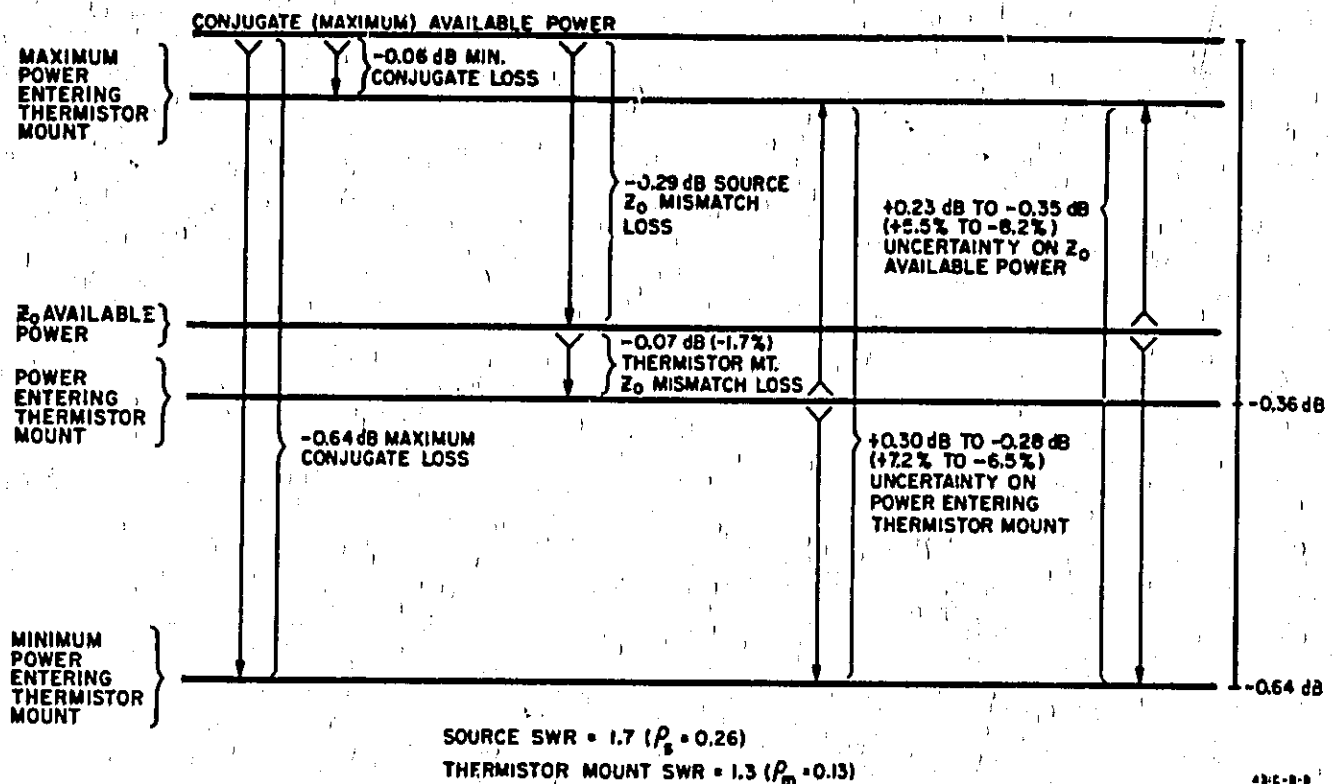 CONJUGATE (MAXIMUM) AVAILABLE POWER
MAXIMUM
POWER
ENTERING
THERMISTOR
MOUNT
-0.06 dB MIN.
CONJUGATE LOSS
-0.29 dB SOURCE
Z₀ MISMATCH
LOSS
+0.23 dB TO -0.35 dB
(+5.5% TO -8.2%)
UNCERTAINTY ON Z₀
AVAILABLE POWER
Z₀ AVAILABLE
POWER
-0.07 dB (-1.7%)
THERMISTOR MT.
Z₀ MISMATCH LOSS
POWER
ENTERING
THERMISTOR
MOUNT
-0.36 dB
-0.64 dB MAXIMUM
CONJUGATE LOSS
+0.30 dB TO -0.28 dB
(+7.2% TO -6.5%)
UNCERTAINTY ON
POWER ENTERING
THERMISTOR MOUNT
MINIMUM
POWER
ENTERING
THERMISTOR
MOUNT
-0.64 dB
SOURCE SWR = 1.7 (ρₛ = 0.26)
THERMISTOR MOUNT SWR = 1.3 (ρₘ = 0.13)